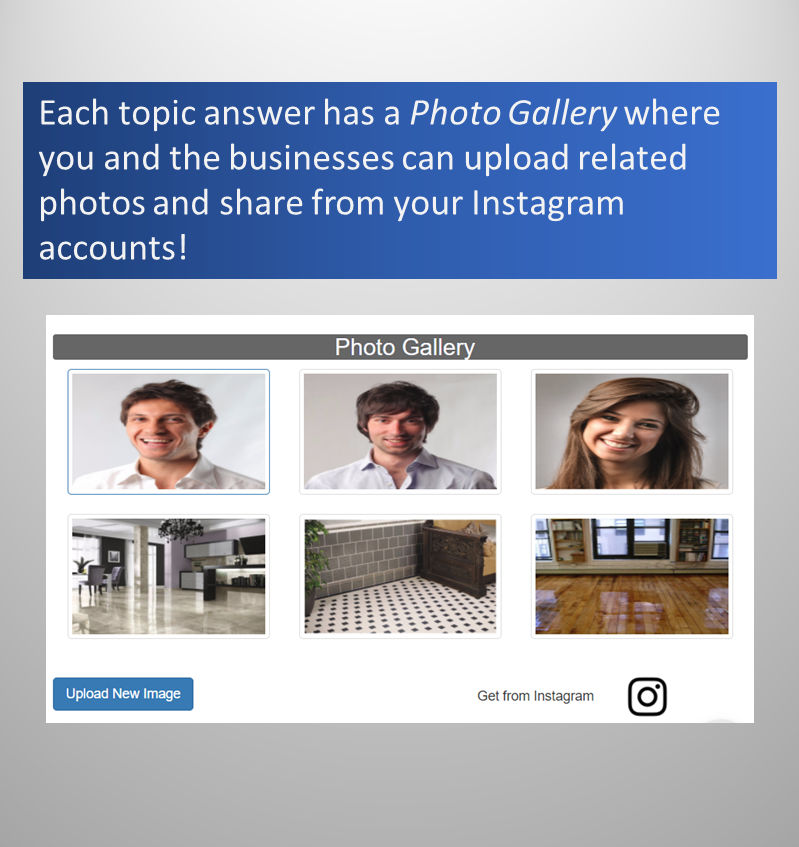 Each topic answer has a Photo Gallery where
you and the businesses can upload related
photos and share from your Instagram
accounts!
Photo Gallery
Upload New Image
Get from Instagram